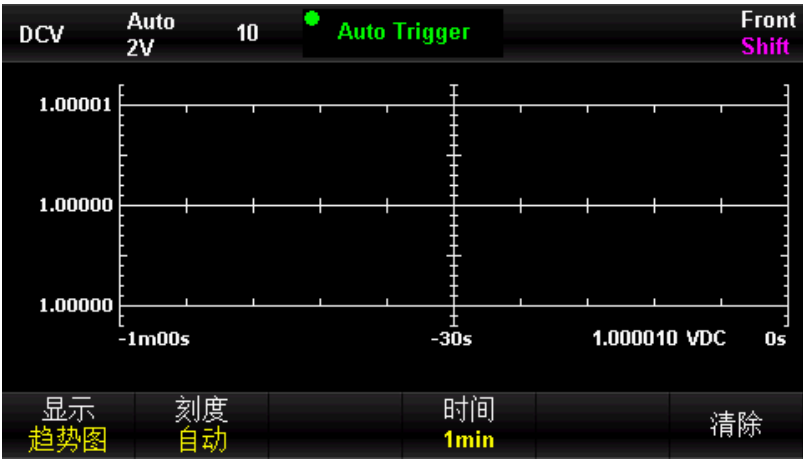 DCV Auto 10 Auto Trigger Front
2V Shift
1.00001
1.00000
1.00000
-1m00s -30s 1.000010 VDC 0s
显示 刻度 时间 清除
趋势图 自动 1min